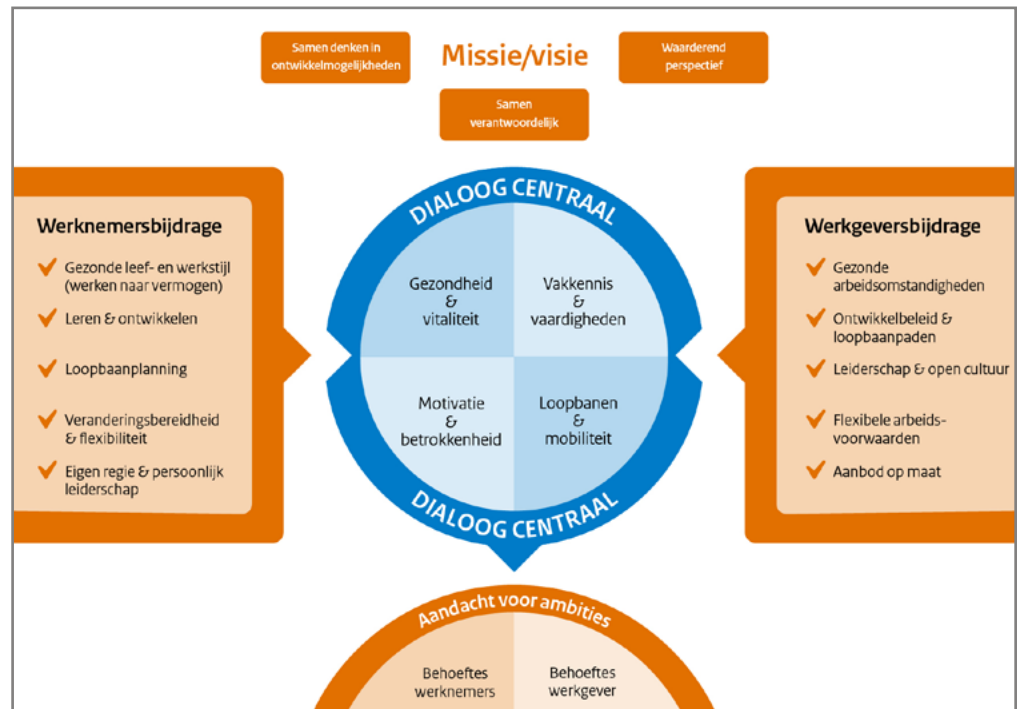 Samen denken in
ontwikkelmogelijkheden
Missie/visie
Waarderend
perspectief
Samen
verantwoordelijk
Werknemersbijdrage
Gezonde leef- en werkstijl
(werken naar vermogen)
Leren & ontwikkelen
Loopbaanplanning
Veranderingsbereidheid
& flexibiliteit
Eigen regie & persoonlijk
leiderschap
DIALOOG CENTRAAL
Gezondheid
&
vitaliteit
Vakkennis
&
vaardigheden
Motivatie
&
betrokkenheid
Loopbanen
&
mobiliteit
DIALOOG CENTRAAL
Werkgeversbijdrage
Gezonde
arbeidsomstandigheden
Ontwikkelbeleid &
loopbaanpaden
Leiderschap & open cultuur
Flexibele arbeids-
voorwaarden
Aanbod op maat
Aandacht voor ambities
Behoeftes
werknemers
Behoeftes
werkgever